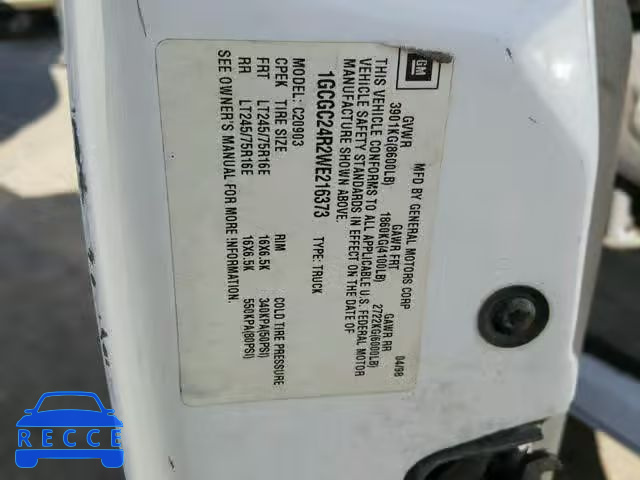 GM
MFD BY GENERAL MOTORS CORP 04/98
GVWR GAWR FRT GAWR RR
3901KG(8600LB) 1860KG(4100LB) 2722KG(6000LB)
THIS VEHICLE CONFORMS TO ALL APPLICABLE U.S. FEDERAL MOTOR
VEHICLE SAFETY STANDARDS IN EFFECT ON THE DATE OF
MANUFACTURE SHOWN ABOVE.
1GCGC24R2WE216373 TYPE: TRUCK
C20903
CPEK TIRE SIZE RIM COLD TIRE PRESSURE
FRT LT245/75R16E 16X6.5K 340KPA(50PSI)
RR LT245/75R16E 16X6.5K 550KPA(80PSI)
SEE OWNER'S MANUAL FOR MORE INFORMATION.
RECCE